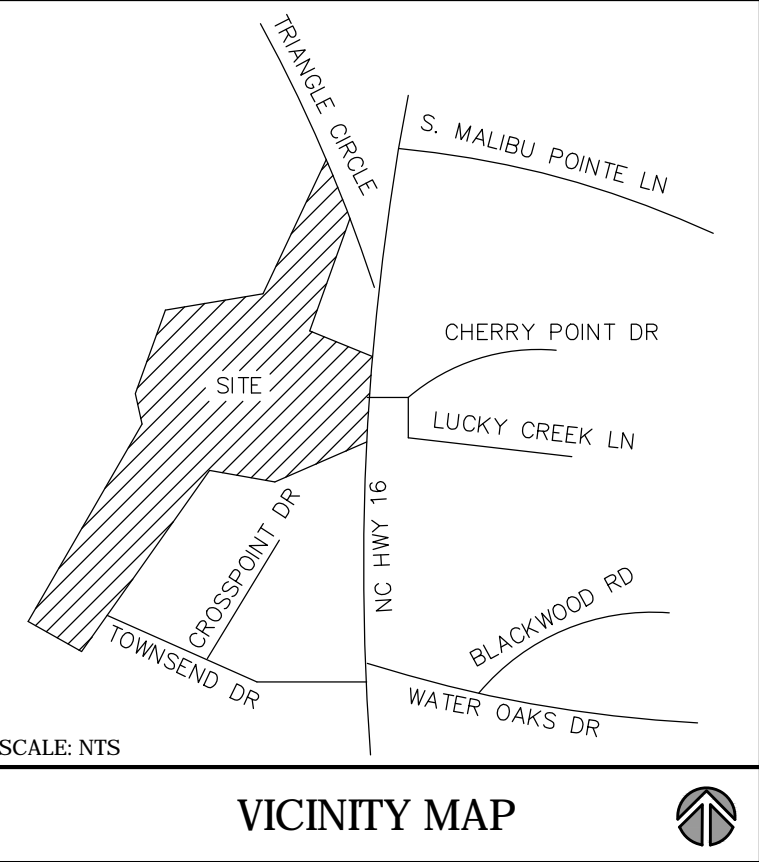 TRIANGLE CIRCLE
S. MALIBU POINTE LN
CHERRY POINT DR
SITE
LUCKY CREEK LN
NC HWY 16
CROSSPOINT DR
BLACKWOOD RD
TOWNSEND DR
WATER OAKS DR
SCALE: NTS
VICINITY MAP